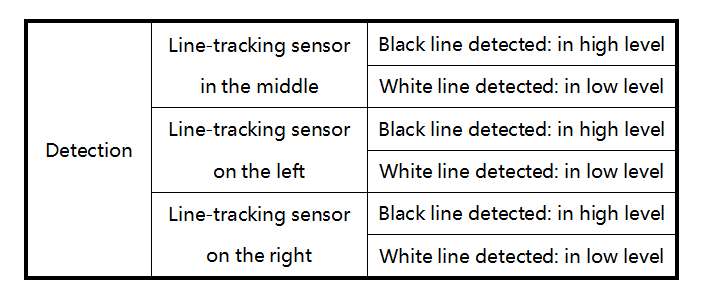 Detection
Line-tracking sensor
in the middle
Black line detected: in high level
White line detected: in low level
Line-tracking sensor
on the left
Black line detected: in high level
White line detected: in low level
Line-tracking sensor
on the right
Black line detected: in high level
White line detected: in low level